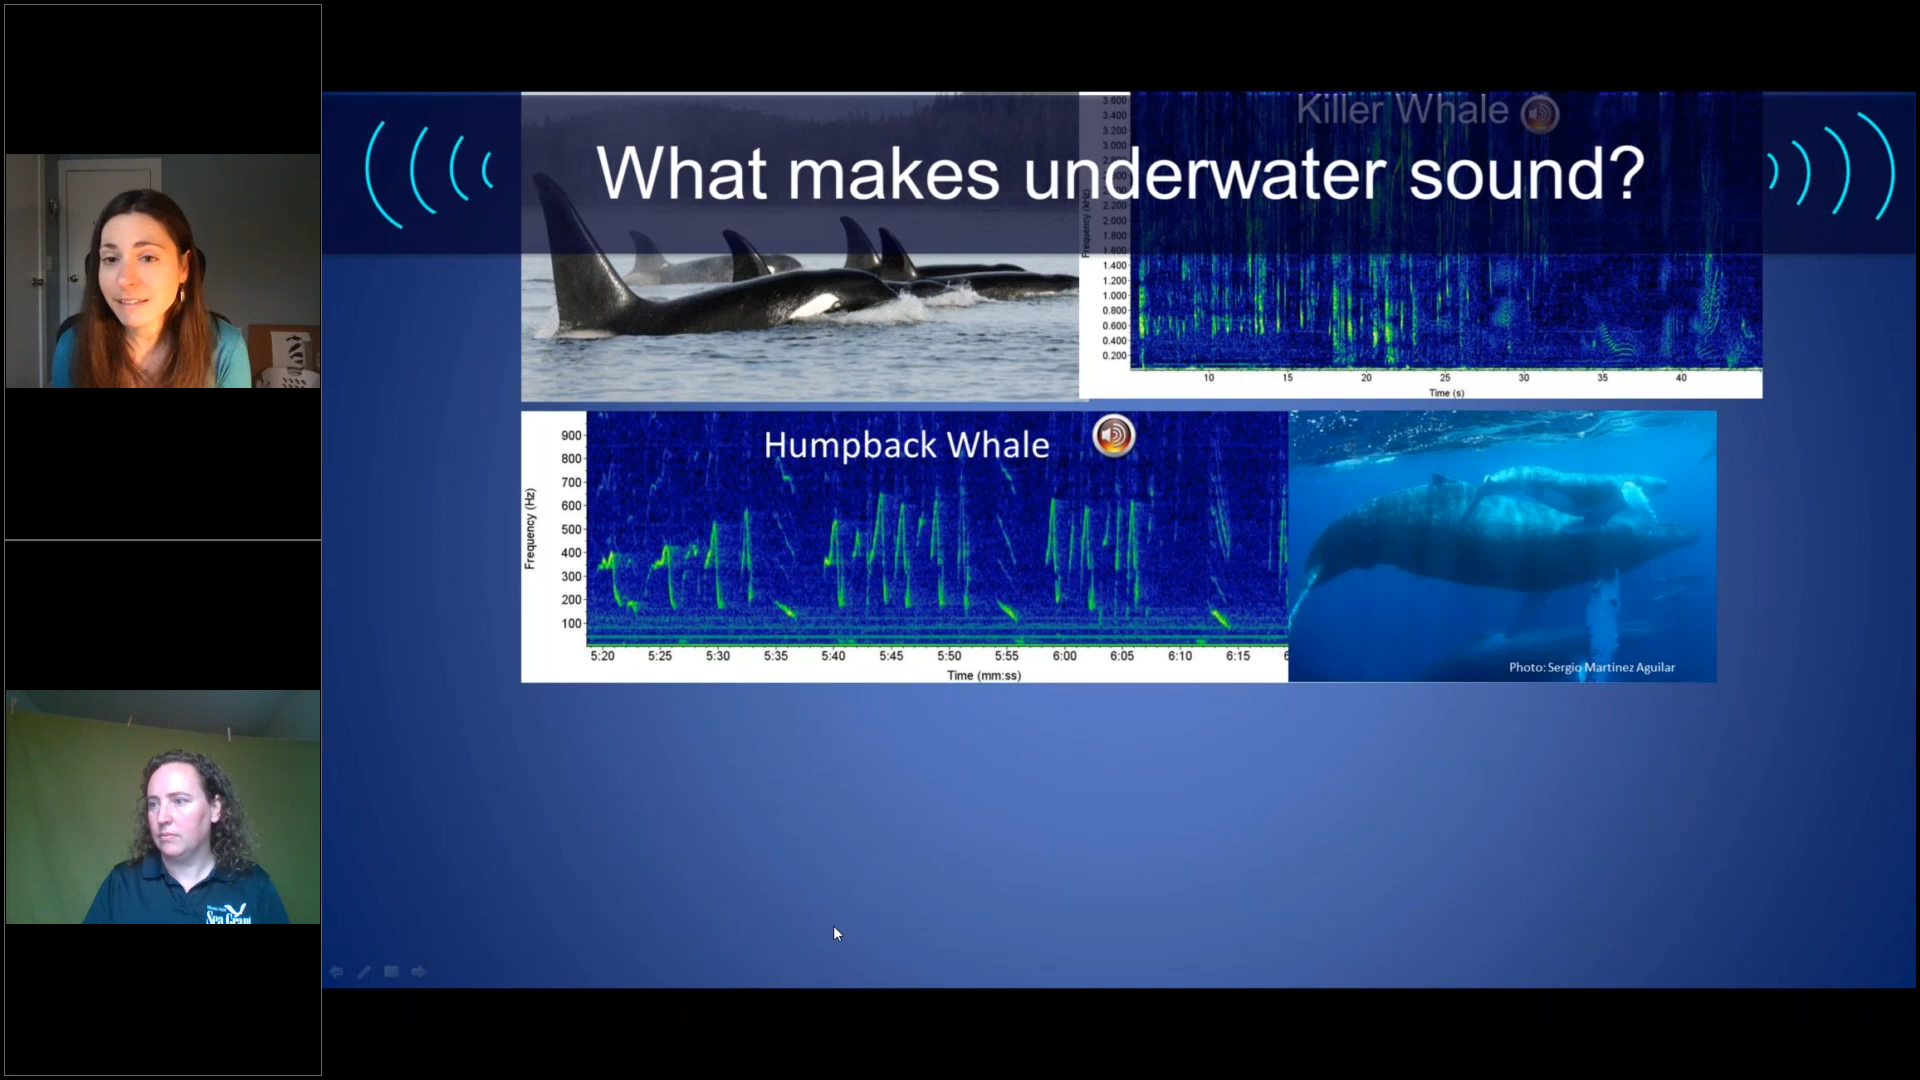 What makes underwater sound?
Killer Whale
3.600
3.400
3.200
2.200
2.000
1.800
1.600
1.400
1.200
1.000
0.800
0.600
0.400
0.200
Frequency (kHz)
10 15 20 25 30 35 40
Time (s)
Humpback Whale
900
800
700
600
500
400
300
200
100
Frequency (Hz)
5:20 5:25 5:30 5:35 5:40 5:45 5:50 5:55 6:00 6:05 6:10 6:15
Time (mm:ss)
Photo: Sergio Martinez Aguilar
Sea Grant